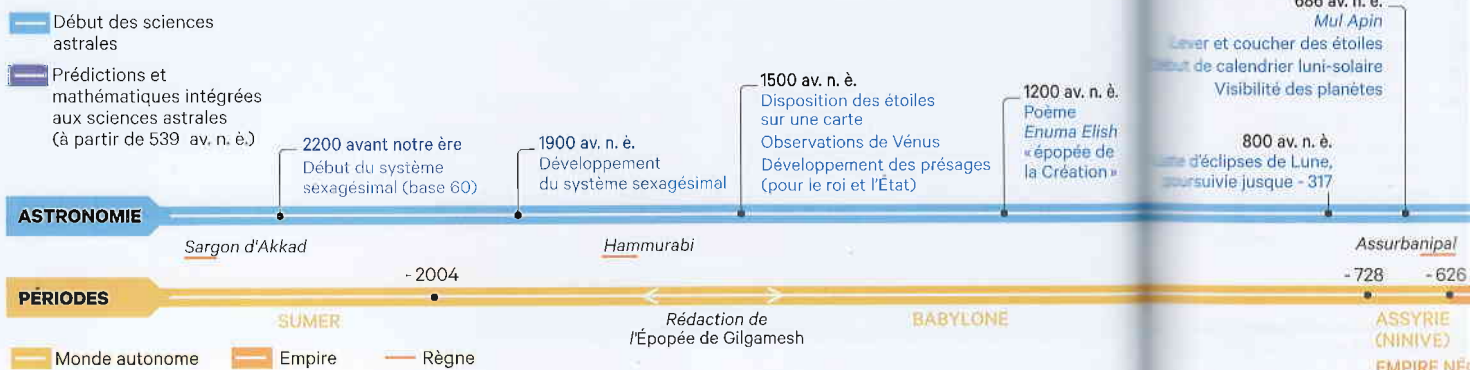 Début des sciences
astrales
Prédictions et
mathématiques intégrées
aux sciences astrales
(à partir de 539 av. n. è.)
2200 avant notre ère
Début du système
sexagésimal (base 60)
1900 av. n. è.
Développement
du système sexagésimal
1500 av. n. è.
Disposition des étoiles
sur une carte
Observations de Vénus
Développement des présages
(pour le roi et l'État)
1200 av. n. è.
Poème
Enuma Elish
« épopée de
la Création »
686 av. n. è.
Mul Apin
Lever et coucher des étoiles
de calendrier luni-solaire
Visibilité des planètes
800 av. n. è.
d'éclipses de Lune,
poursuivie jusque - 317
ASTRONOMIE
Sargon d'Akkad
Hammurabi
Assurbanipal
- 2004
- 728
- 626
PÉRIODES
SUMER
Rédaction de
l'Épopée de Gilgamesh
BABYLONE
ASSYRIE
(NINIVE)
Monde autonome
Empire
Règne
EMPIRE